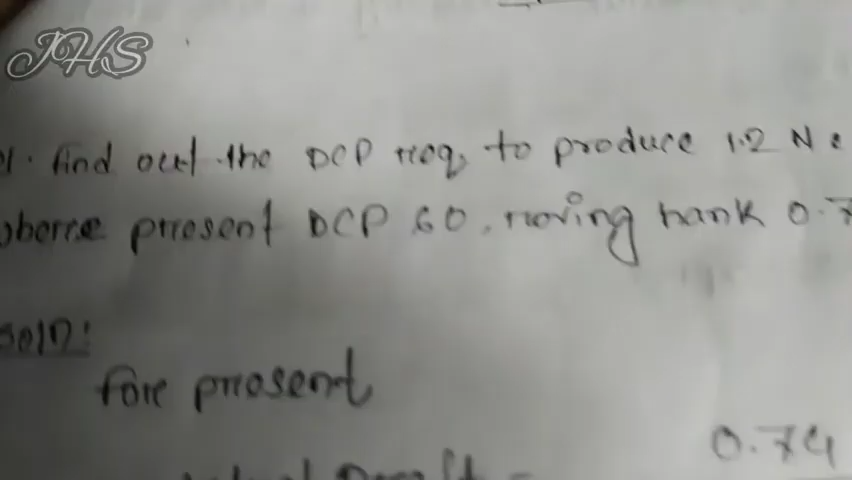 JHS
. find out the DCP req, to produce 1.2 Ne
present DCP 60, roving hank 0.7
Soln:
for present
0.74